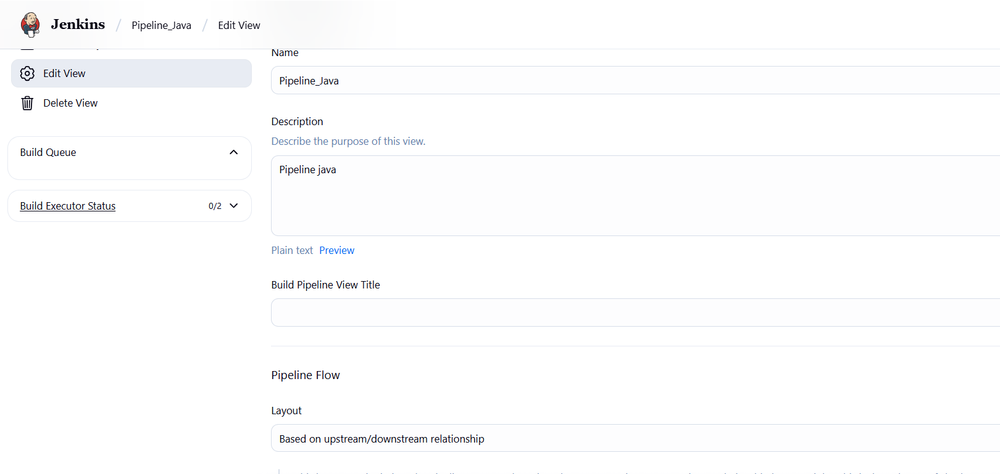 Jenkins / Pipeline_Java / Edit View
Edit View
Delete View
Build Queue
Build Executor Status 0/2
Name
Pipeline_Java
Description
Describe the purpose of this view.
Pipeline java
Plain text Preview
Build Pipeline View Title
Pipeline Flow
Layout
Based on upstream/downstream relationship